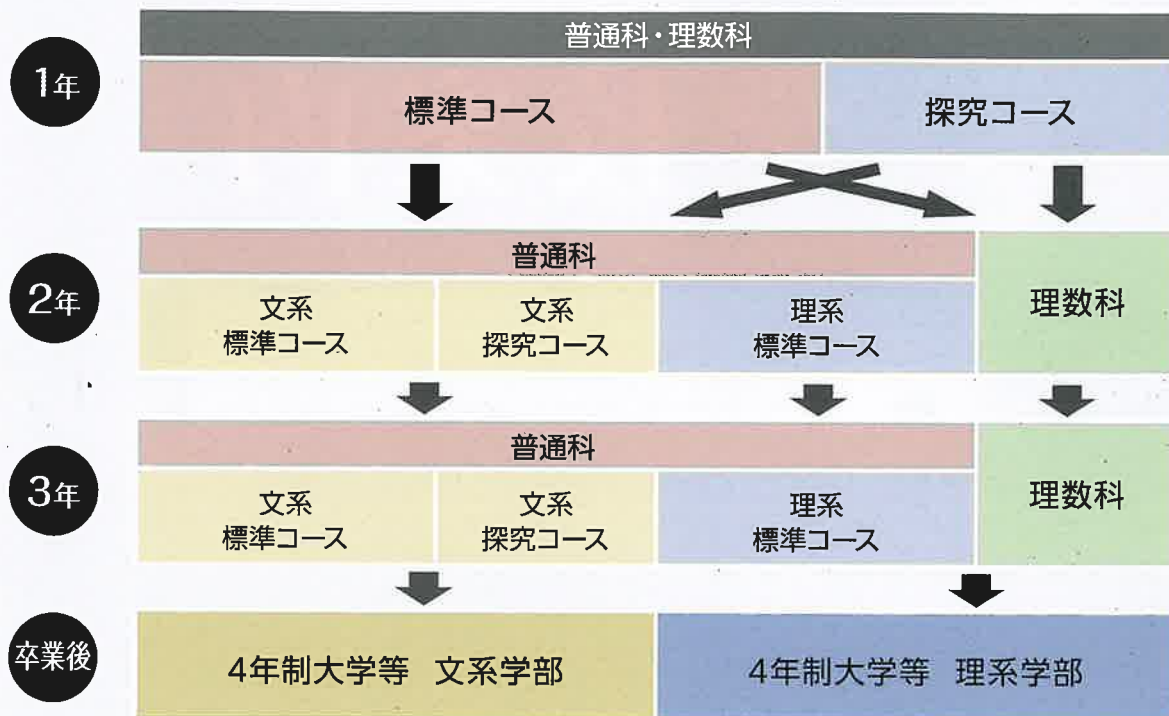 普通科・理数科
1年
標準コース
探究コース
普通科
2年
文系
標準コース
文系
探究コース
理系
標準コース
理数科
普通科
3年
文系
標準コース
文系
探究コース
理系
標準コース
理数科
卒業後
4年制大学等 文系学部
4年制大学等 理系学部